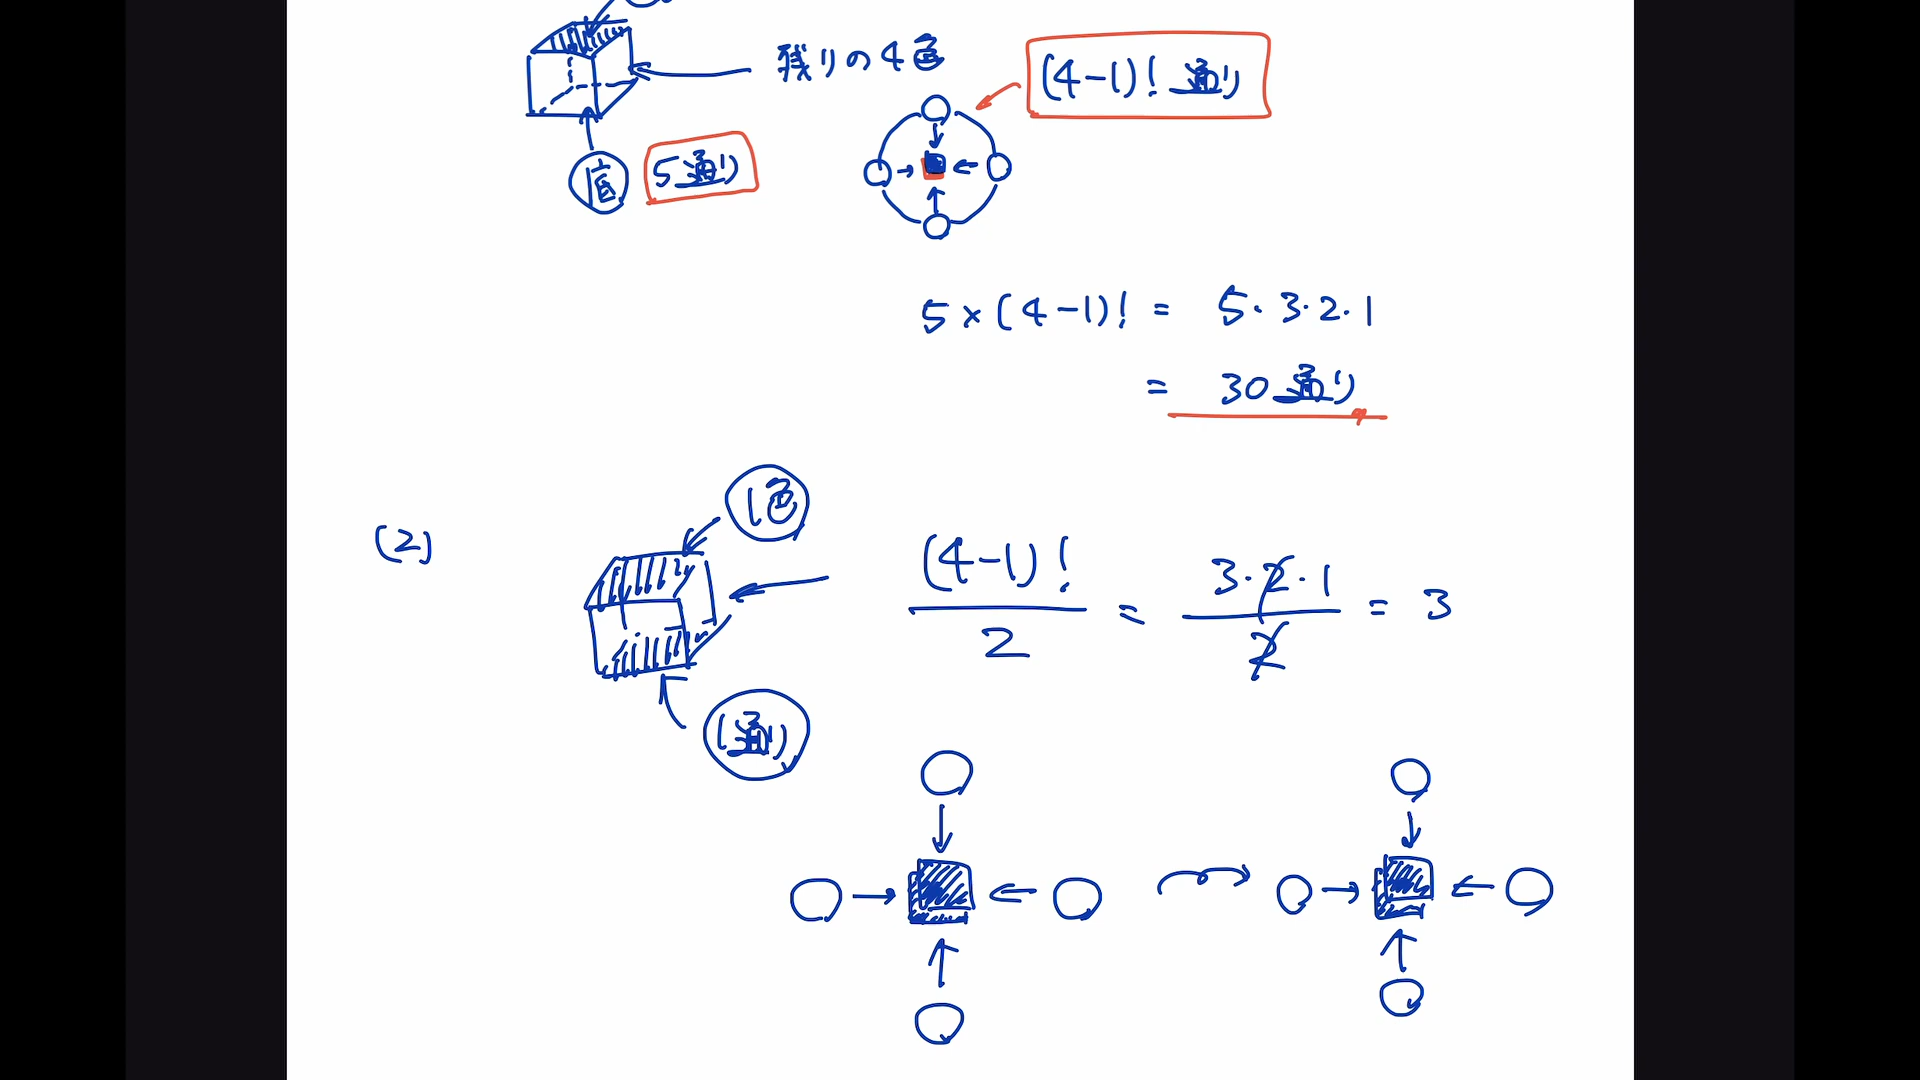 残りの4色
(4-1)! 通り
5通り
5×(4-1)! = 5・3・2・1
= 30通り
(2)
1色
(4-1)! / 2 = 3・2・1 / 2 = 3
1通り